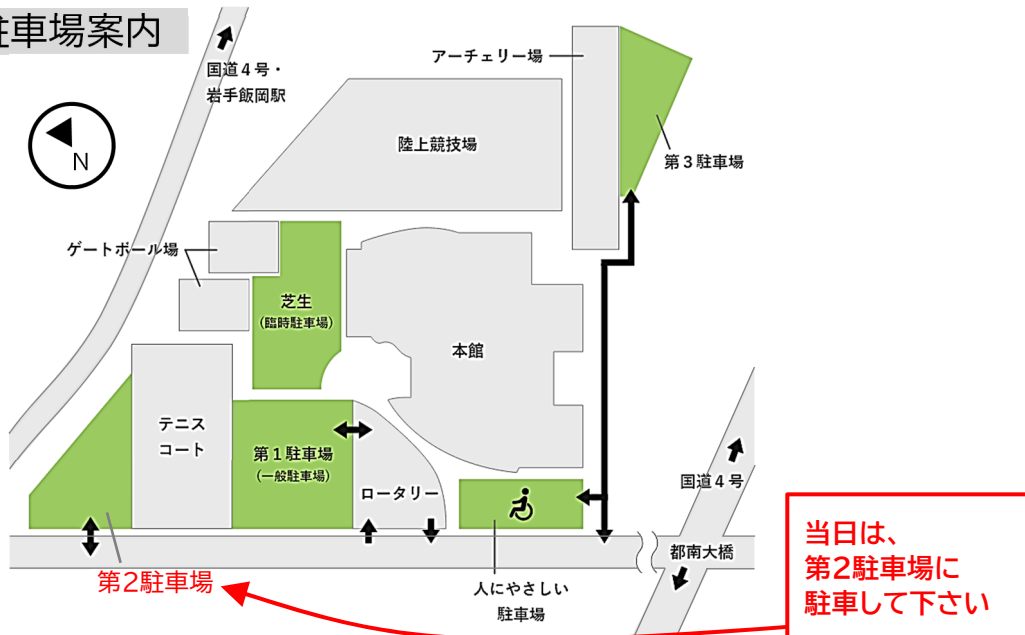 車場案内
国道4号・
岩手飯岡駅
アーチェリー場
N
陸上競技場
第3駐車場
ゲートボール場
芝生
(臨時駐車場)
本館
テニス
コート
第1駐車場
(一般駐車場)
ロータリー
国道4号
都南大橋
第2駐車場
人にやさしい
駐車場
当日は、
第2駐車場に
駐車して下さい